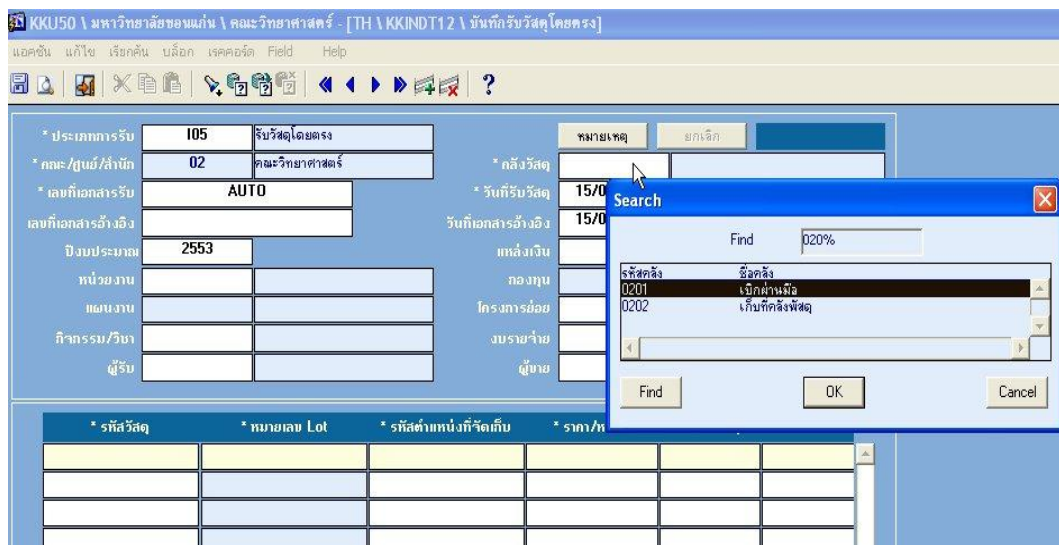 KKU50 \ มหาวิทยาลัยขอนแก่น \ คณะวิทยาศาสตร์ - [TH \ KKINDT12 \ บันทึกรับวัสดุโดยตรง]
แอคชั่น แก้ไข เรียกค้น บล็อก เรคคอร์ด Field Help
* ประเภทการรับ I05 รับวัสดุโดยตรง หมายเหตุ ยกเลิก
* คณะ/ศูนย์/สำนัก 02 คณะวิทยาศาสตร์ * คลังวัสดุ
* เลขที่เอกสารรับ AUTO * วันที่รับวัสดุ 15/0
เลขที่เอกสารอ้างอิง วันที่เอกสารอ้างอิง 15/0
ปีงบประมาณ 2553 แหล่งเงิน
หน่วยงาน กองทุน
แผนงาน โครงการย่อย
กิจกรรม/วิชา งบรายจ่าย
ผู้รับ ผู้ขาย
Search
Find 020%
รหัสคลัง ชื่อคลัง
0201 เบิกผ่านมือ
0202 เก็บที่คลังพัสดุ
Find OK Cancel
* รหัสวัสดุ * หมายเลข Lot * รหัสตำแหน่งที่จัดเก็บ * ราคา/ห